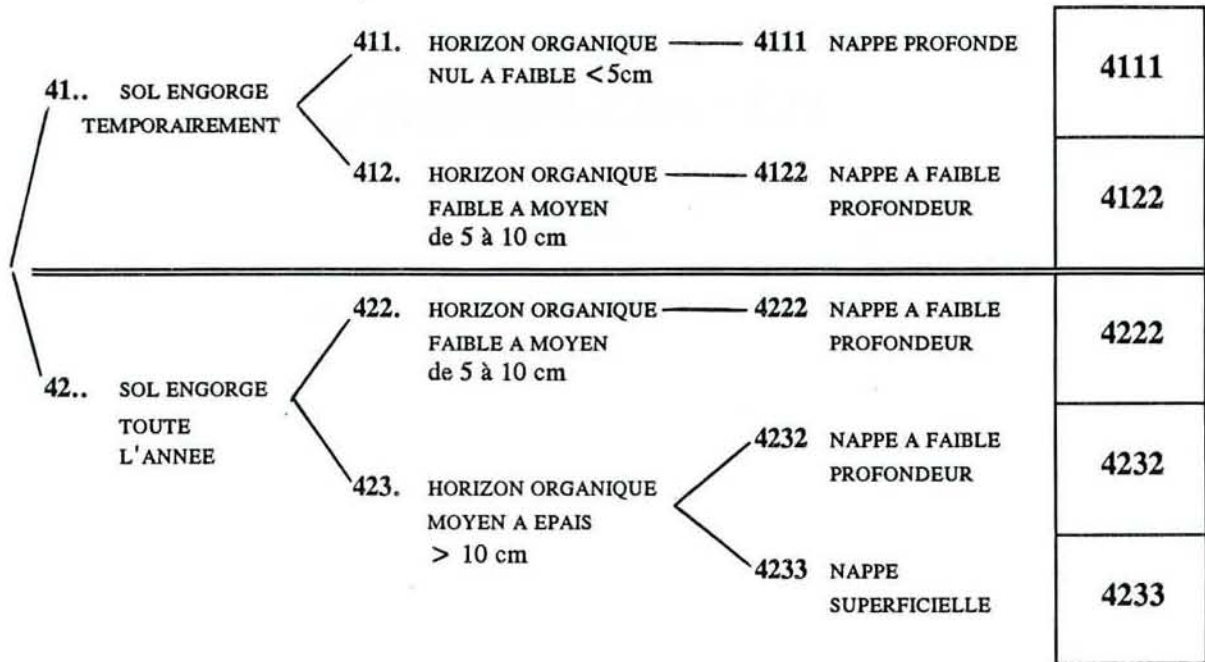 411. HORIZON ORGANIQUE 4111 NAPPE PROFONDE
NUL A FAIBLE <5cm
4111
41.. SOL ENGORGE
TEMPORAIREMENT
412. HORIZON ORGANIQUE 4122 NAPPE A FAIBLE
FAIBLE A MOYEN PROFONDEUR
de 5 à 10 cm
4122
422. HORIZON ORGANIQUE 4222 NAPPE A FAIBLE
FAIBLE A MOYEN PROFONDEUR
de 5 à 10 cm
4222
42.. SOL ENGORGE
TOUTE
L'ANNEE
423. HORIZON ORGANIQUE
MOYEN A EPAIS
> 10 cm
4232 NAPPE A FAIBLE
PROFONDEUR
4232
4233 NAPPE
SUPERFICIELLE
4233